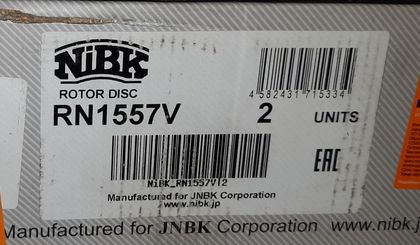 NiBK
ROTOR DISC
RN1557V 2 UNITS
4 582431 715334
EAC
NiBK_RN1557V|2
Manufactured for JNBK Corporation
www.nibk.jp
Manufactured for JNBK Corporation www.nibk.jp